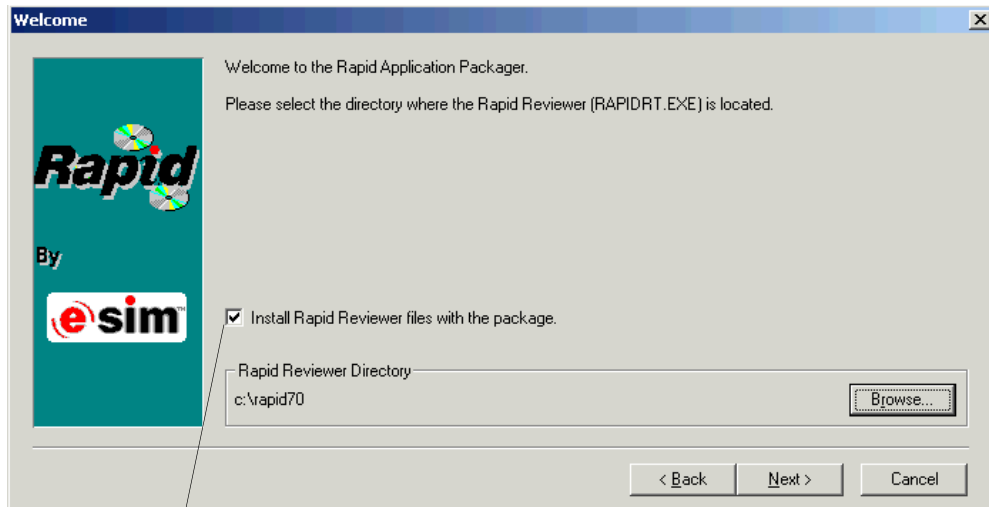 Welcome
Welcome to the Rapid Application Packager.
Please select the directory where the Rapid Reviewer (RAPIDRT.EXE) is located.
Rapid
By
e sim™
Install Rapid Reviewer files with the package.
Rapid Reviewer Directory
c:\rapid70
Browse...
< Back
Next >
Cancel